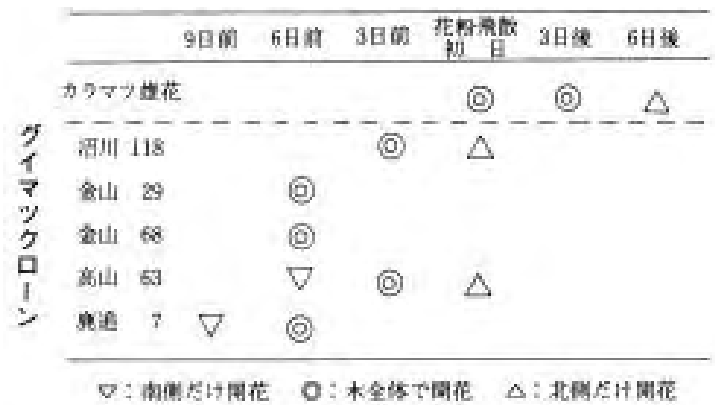 9日前 6日前 3日前 花粉飛散初日 3日後 6日後
カラマツ雄花 ◎ ◎ △
グイマツクローン
沼川 118 ◎ △
金山 29 ◎
金山 68 ◎
高山 63 ▽ ◎ △
鹿追 7 ▽ ◎
▽：南側だけ開花 ◎：木全体で開花 △：北側だけ開花